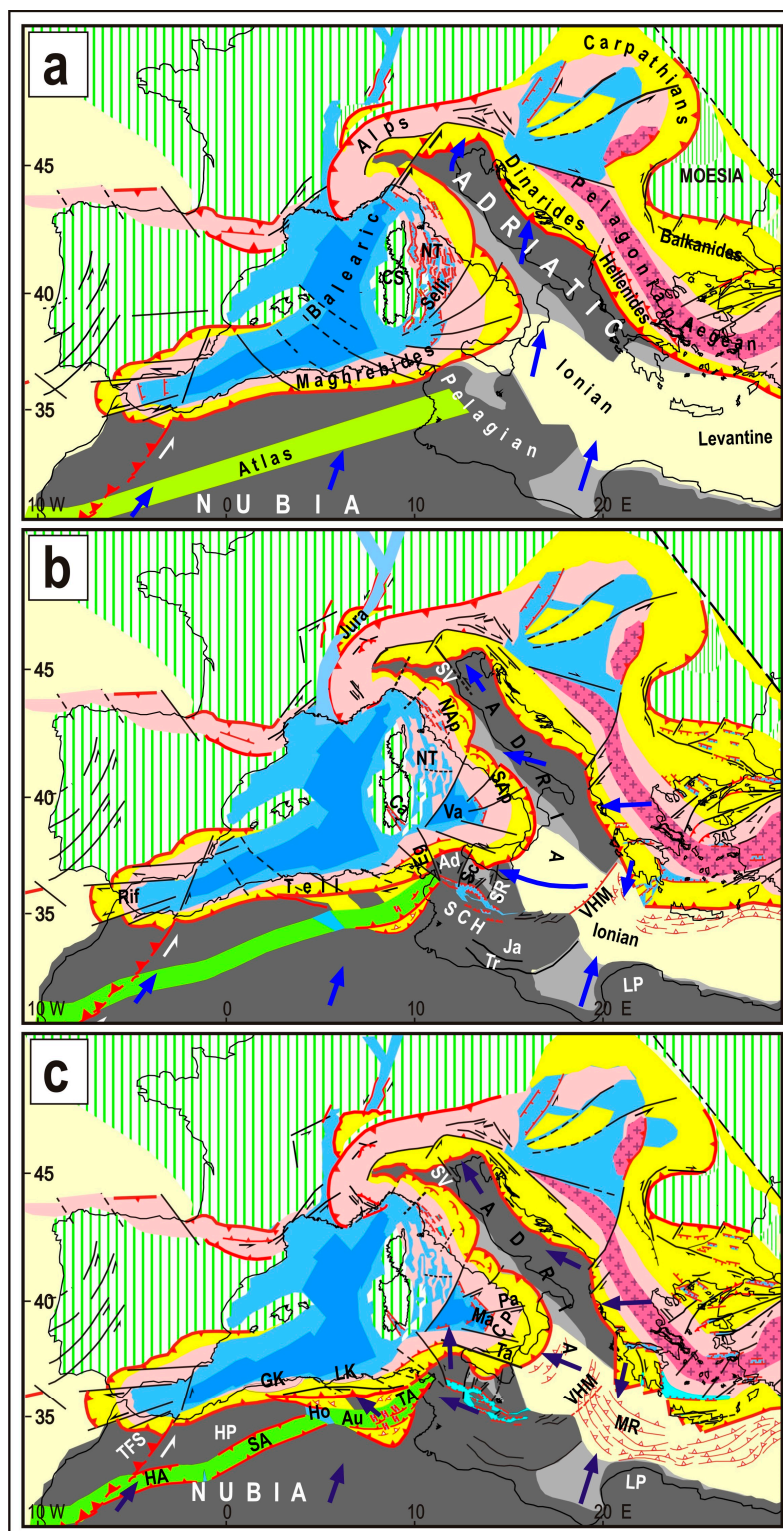 a
Carpathians
Alps
45
MOESIA
Dinarides
ADRIATIC
Pelagonian
Balkanides
Balearic
NT
CS
40
Selli
Hellenides
Aegean
Maghrebides
Ionian
35
Pelagian
Levantine
Atlas
10 W
0
10
20 E
NUBIA
b
Jura
45
SV
ADRIA
NAp
NT
SAp
40
Ca
Va
Eg
Ad
SR
Tell
Rif
35
VHM
SCH
Ionian
Ja
Tr
LP
10 W
0
10
20 E
c
45
SV
ADRIA
40
Pa
Ma
CP
Ta
GK
LK
VHM
35
Ho
Au
TA
TFS
HP
SA
MR
HA
LP
NUBIA
10 W
0
10
20 E